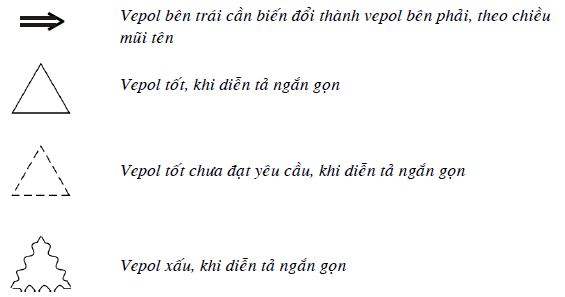 Vepol bên trái cần biến đổi thành vepol bên phải, theo chiều
mũi tên
Vepol tốt, khi diễn tả ngắn gọn
Vepol tốt chưa đạt yêu cầu, khi diễn tả ngắn gọn
Vepol xấu, khi diễn tả ngắn gọn